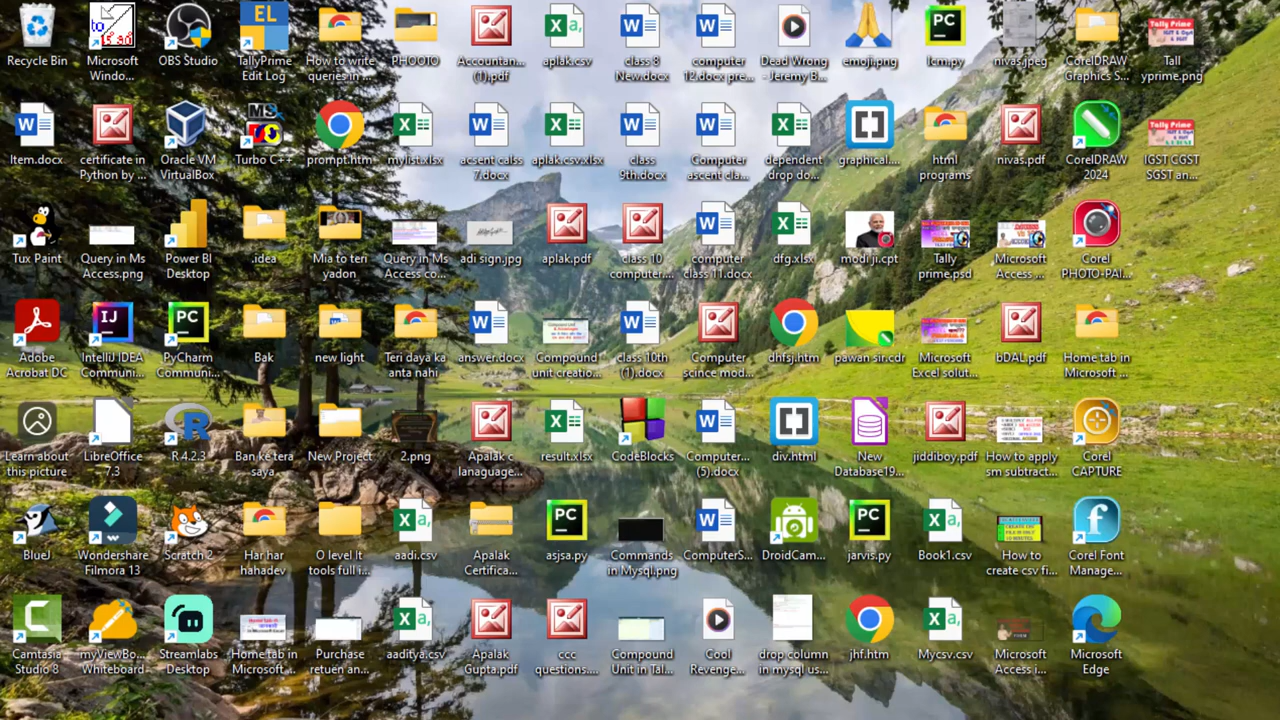 Recycle Bin
Microsoft
Windo...
OBS Studio
TallyPrime
Edit Log
How to write
queries in ...
PHOOTO
Accountan...
(1).pdf
aplak.csv
class 8
New.docx
computer
12.docx pre...
Dead Wrong
- Jeremy B...
emoji.png
lcm.py
nivas.jpeg
CorelDRAW
Graphics S...
Tall
yprime.png
Item.docx
certificate in
Python by ...
Oracle VM
VirtualBox
Turbo C++
prompt.htm
mylist.xlsx
acsent calss
7.docx
aplak.csv.xlsx
class
9th.docx
Computer
ascent cla...
dependent
drop do...
graphical....
html
programs
nivas.pdf
CorelDRAW
2024
IGST CGST
SGST an...
Tux Paint
Query in Ms
Access.png
Power BI
Desktop
.idea
Mia to teri
yadon
Query in Ms
Access co...
adi sign.jpg
aplak.pdf
class 10
computer....
computer
class 11.docx
dfg.xlsx
modi ji.cpt
Tally
prime.psd
Microsoft
Access ...
Corel
PHOTO-PAI...
Adobe
Acrobat DC
IntelliJ IDEA
Communi...
PyCharm
Communi...
Bak
new light
Teri daya ka
anta nahi
answer.docx
Compound
unit creatio...
class 10th
(1).docx
Computer
scince mod...
dhfsj.htm
pawan sir.cdr
Microsoft
Excel solut...
bDAL.pdf
Home tab in
Microsoft ...
Learn about
this picture
LibreOffice
7.3
R 4.2.3
Ban ke tera
saya
New Project
2.png
Apalak c
lanaguage...
result.xlsx
CodeBlocks
Computer...
(5).docx
div.html
New
Database19...
jiddiboy.pdf
How to apply
sm subtract...
Corel
CAPTURE
BlueJ
Wondershare
Filmora 13
Scratch 2
Har har
hahadev
O level It
tools full i...
aadi.csv
Apalak
Certifica...
asjsa.py
Commands
in Mysql.png
ComputerS...
DroidCam...
jarvis.py
Book1.csv
How to
create csv fi...
Corel Font
Manage...
Camtasia
Studio 8
myViewBo...
Whiteboard
Streamlabs
Desktop
Home tab in
Microsoft...
Purchase
retuen an...
aaditya.csv
Apalak
Gupta.pdf
ccc
questions....
Compound
Unit in Tal...
Cool
Revenge...
drop column
in mysql us...
jhf.htm
Mycsv.csv
Microsoft
Access i...
Microsoft
Edge